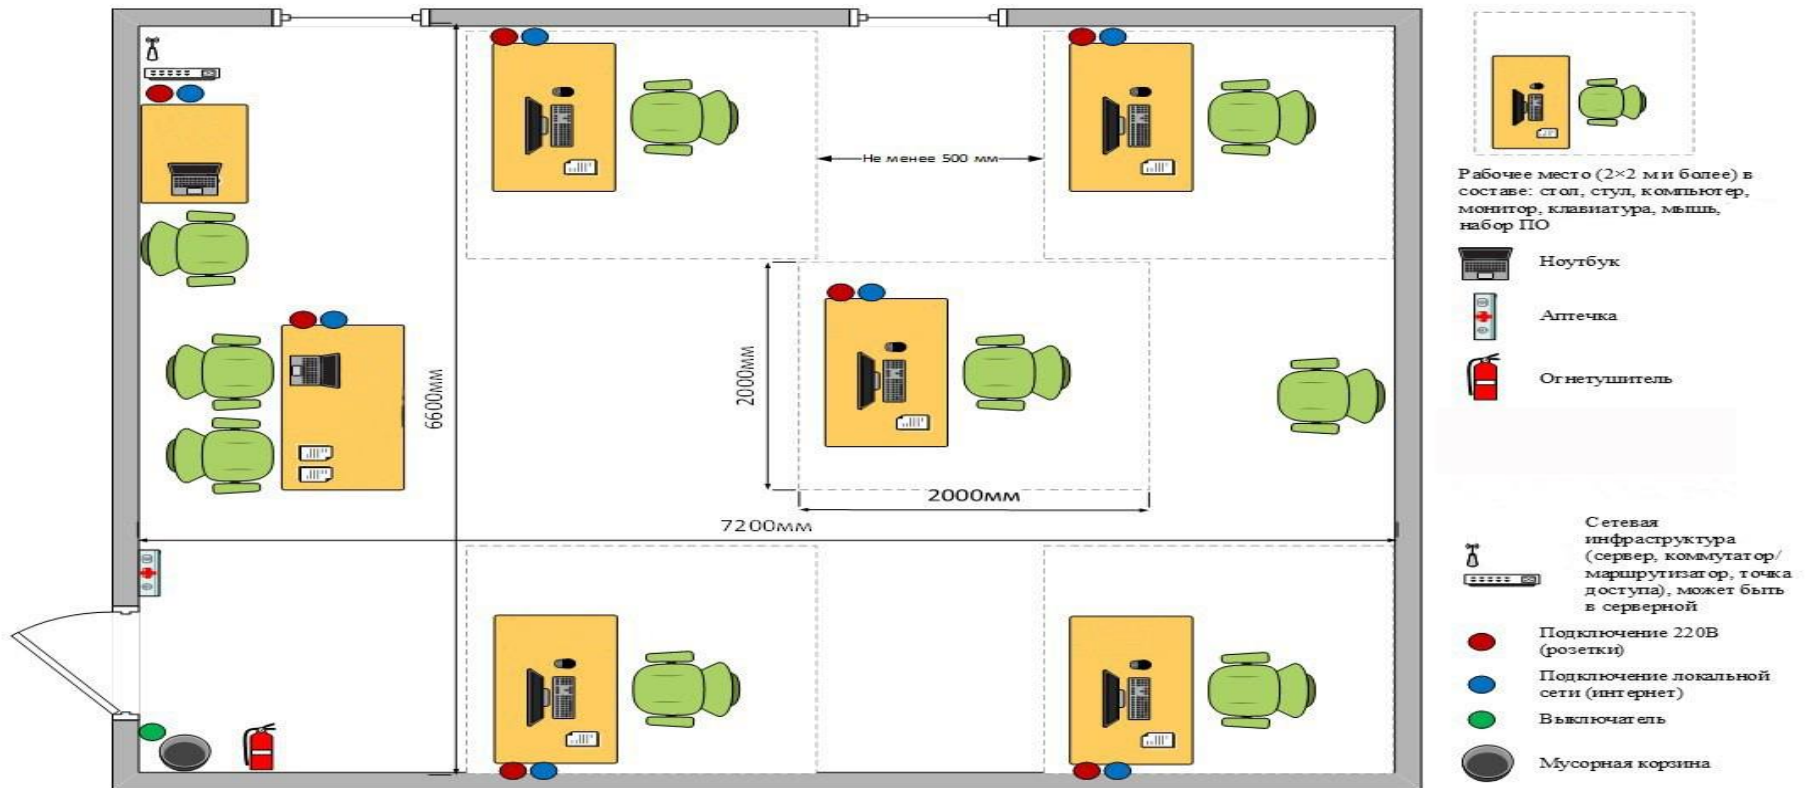 Не менее 500 мм
6600мм
2000мм
2000мм
7200мм
Рабочее место (2×2 м и более) в
составе: стол, стул, компьютер,
монитор, клавиатура, мышь,
набор ПО
Ноутбук
Аптечка
Огнетушитель
Сетевая
инфраструктура
(сервер, коммутатор/
маршрутизатор, точка
доступа), может быть
в серверной
Подключение 220В
(розетки)
Подключение локальной
сети (интернет)
Выключатель
Мусорная корзина